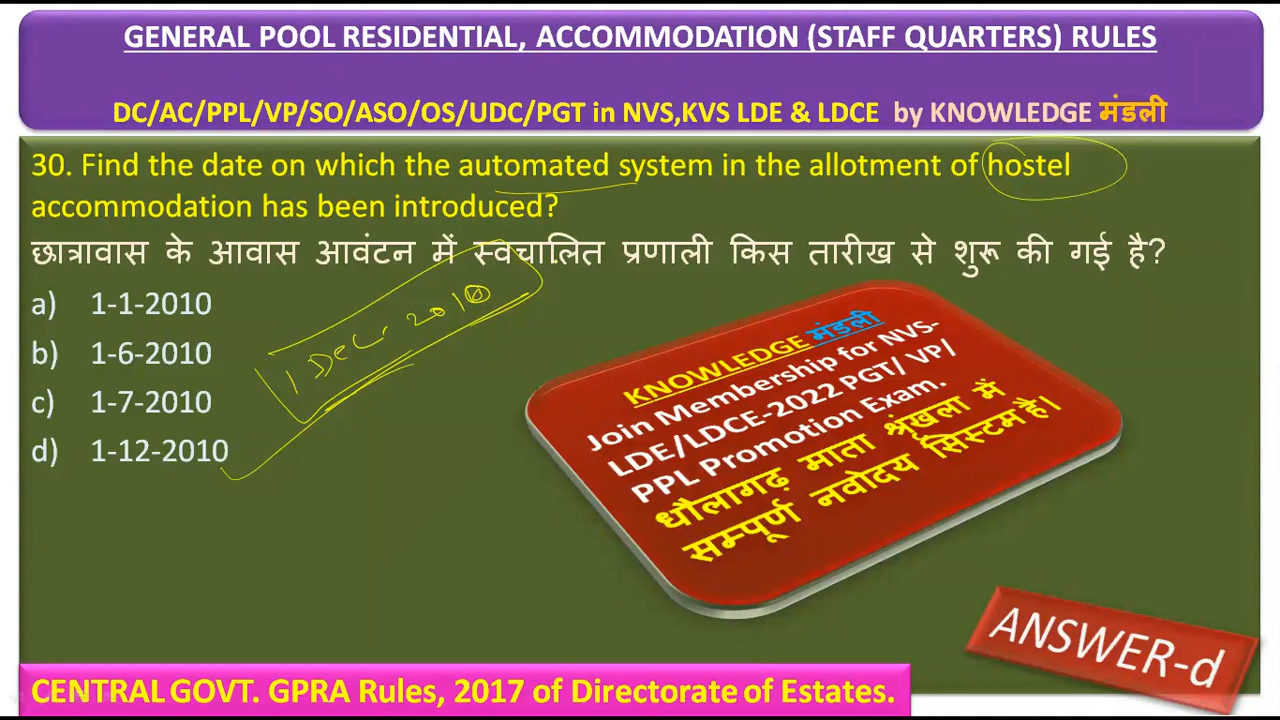 GENERAL POOL RESIDENTIAL, ACCOMMODATION (STAFF QUARTERS) RULES
DC/AC/PPL/VP/SO/ASO/OS/UDC/PGT in NVS,KVS LDE & LDCE by KNOWLEDGE मंडली
30. Find the date on which the automated system in the allotment of hostel
accommodation has been introduced?
छात्रावास के आवास आवंटन में स्वचालित प्रणाली किस तारीख से शुरू की गई है?
a) 1-1-2010
b) 1-6-2010
c) 1-7-2010
d) 1-12-2010
1 Dec. 2010
KNOWLEDGE मंडली
Join Membership for NVS-
LDE/LDCE-2022 PGT/ VP/
PPL Promotion Exam.
धौलागढ़ माता श्रृंखला में
सम्पूर्ण नवोदय सिस्टम है।
ANSWER-d
CENTRAL GOVT. GPRA Rules, 2017 of Directorate of Estates.